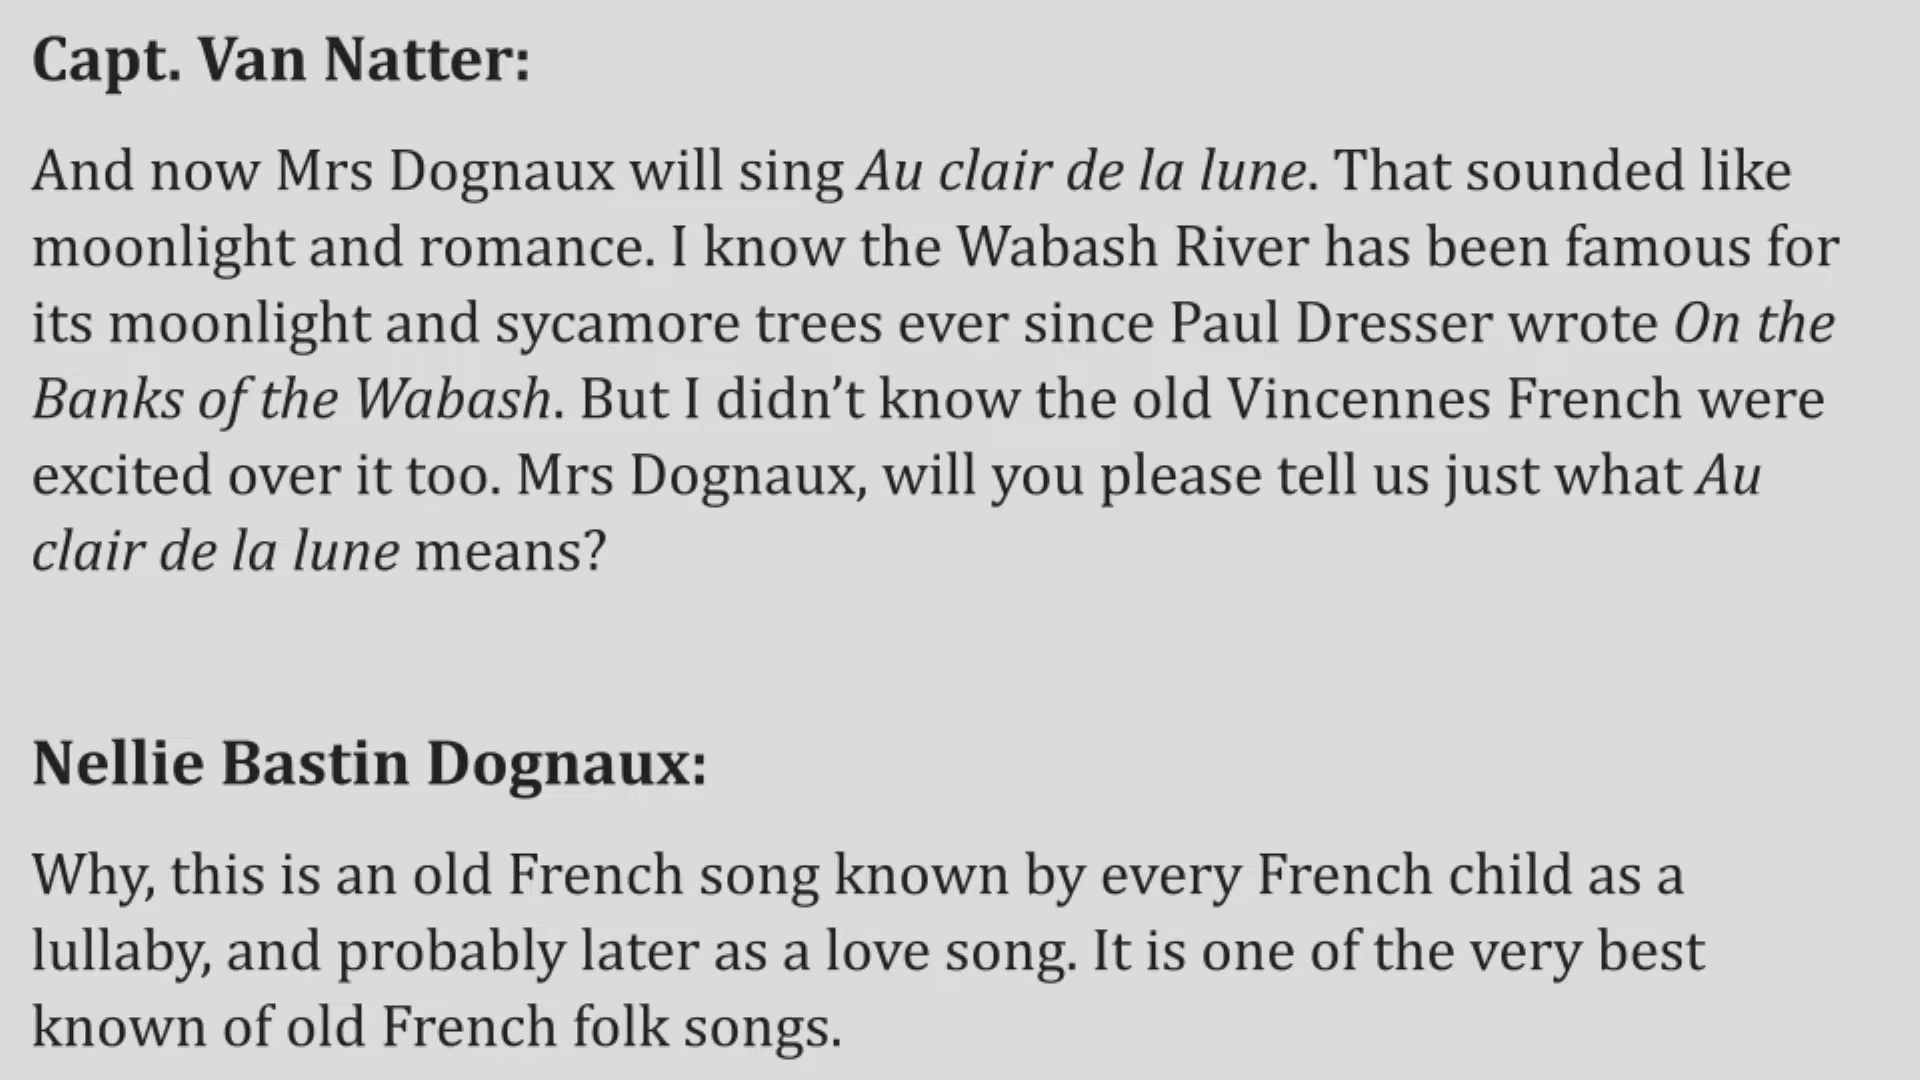 Capt. Van Natter:
And now Mrs Dognaux will sing Au clair de la lune. That sounded like
moonlight and romance. I know the Wabash River has been famous for
its moonlight and sycamore trees ever since Paul Dresser wrote On the
Banks of the Wabash. But I didn’t know the old Vincennes French were
excited over it too. Mrs Dognaux, will you please tell us just what Au
clair de la lune means?
Nellie Bastin Dognaux:
Why, this is an old French song known by every French child as a
lullaby, and probably later as a love song. It is one of the very best
known of old French folk songs.